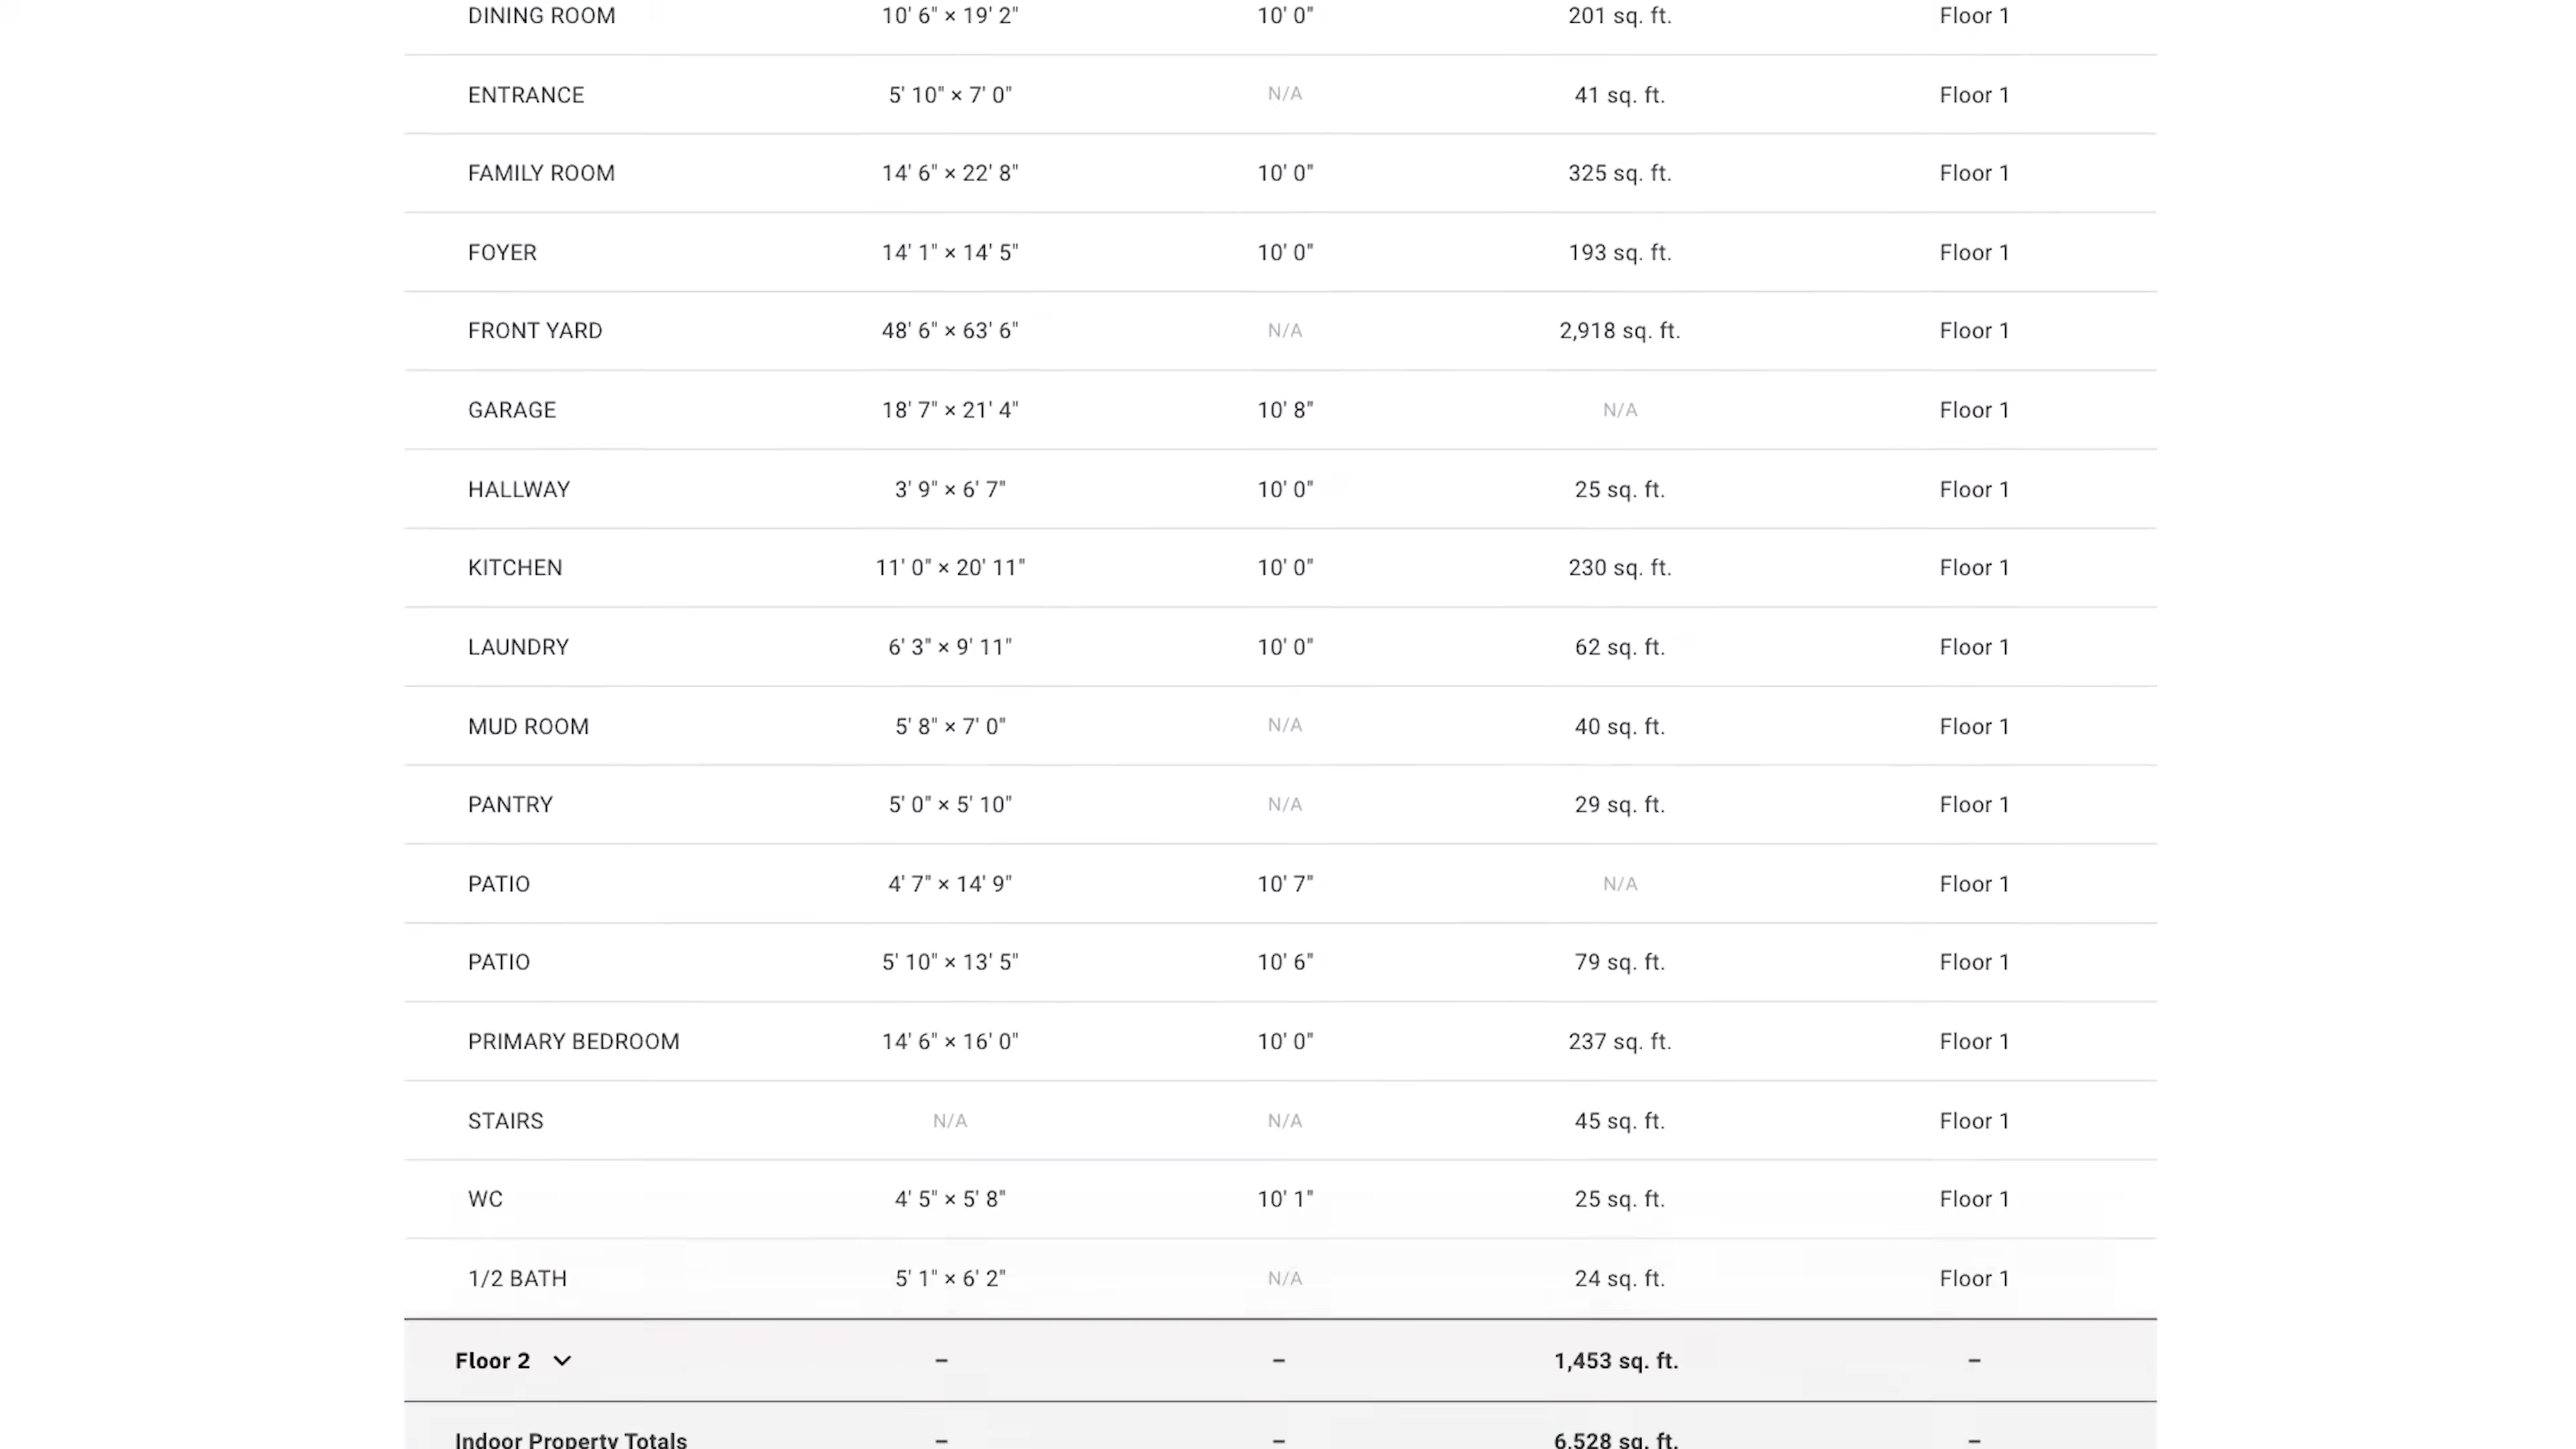 DINING ROOM 10' 6" × 19' 2" 10' 0" 201 sq. ft. Floor 1
ENTRANCE 5' 10" × 7' 0" N/A 41 sq. ft. Floor 1
FAMILY ROOM 14' 6" × 22' 8" 10' 0" 325 sq. ft. Floor 1
FOYER 14' 1" × 14' 5" 10' 0" 193 sq. ft. Floor 1
FRONT YARD 48' 6" × 63' 6" N/A 2,918 sq. ft. Floor 1
GARAGE 18' 7" × 21' 4" 10' 8" N/A Floor 1
HALLWAY 3' 9" × 6' 7" 10' 0" 25 sq. ft. Floor 1
KITCHEN 11' 0" × 20' 11" 10' 0" 230 sq. ft. Floor 1
LAUNDRY 6' 3" × 9' 11" 10' 0" 62 sq. ft. Floor 1
MUD ROOM 5' 8" × 7' 0" N/A 40 sq. ft. Floor 1
PANTRY 5' 0" × 5' 10" N/A 29 sq. ft. Floor 1
PATIO 4' 7" × 14' 9" 10' 7" N/A Floor 1
PATIO 5' 10" × 13' 5" 10' 6" 79 sq. ft. Floor 1
PRIMARY BEDROOM 14' 6" × 16' 0" 10' 0" 237 sq. ft. Floor 1
STAIRS N/A N/A 45 sq. ft. Floor 1
WC 4' 5" × 5' 8" 10' 1" 25 sq. ft. Floor 1
1/2 BATH 5' 1" × 6' 2" N/A 24 sq. ft. Floor 1
Floor 2 – – 1,453 sq. ft. –
Indoor Property Totals – – 6,528 sq. ft. –